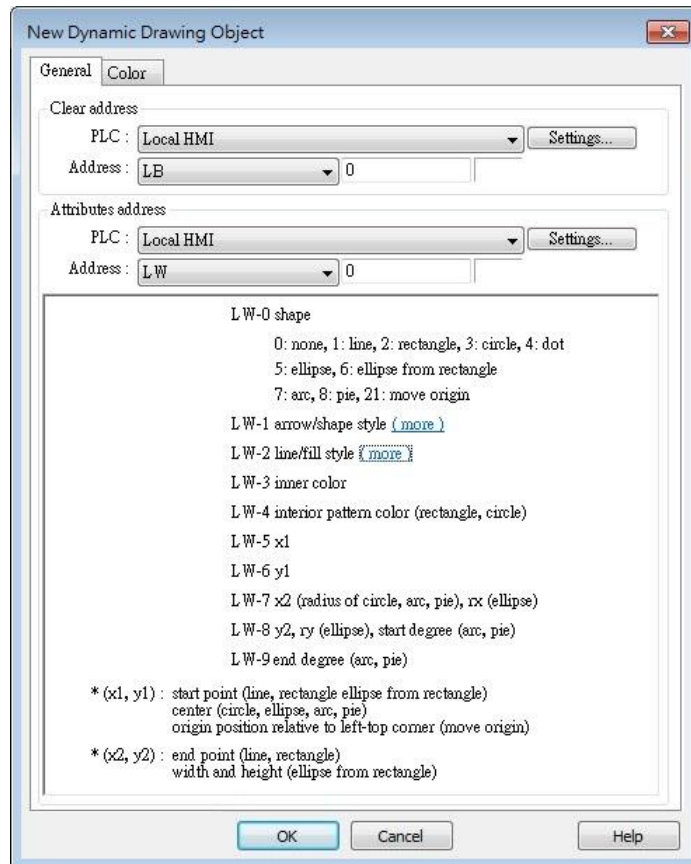 New Dynamic Drawing Object
General Color
Clear address
PLC : Local HMI Settings...
Address : LB 0
Attributes address
PLC : Local HMI Settings...
Address : LW 0
LW-0 shape
0: none, 1: line, 2: rectangle, 3: circle, 4: dot
5: ellipse, 6: ellipse from rectangle
7: arc, 8: pie, 21: move origin
LW-1 arrow/shape style ( more )
LW-2 line/fill style ( more )
LW-3 inner color
LW-4 interior pattern color (rectangle, circle)
LW-5 x1
LW-6 y1
LW-7 x2 (radius of circle, arc, pie), rx (ellipse)
LW-8 y2, ry (ellipse), start degree (arc, pie)
LW-9 end degree (arc, pie)
* (x1, y1) : start point (line, rectangle ellipse from rectangle)
center (circle, ellipse, arc, pie)
origin position relative to left-top corner (move origin)
* (x2, y2) : end point (line, rectangle)
width and height (ellipse from rectangle)
OK Cancel Help